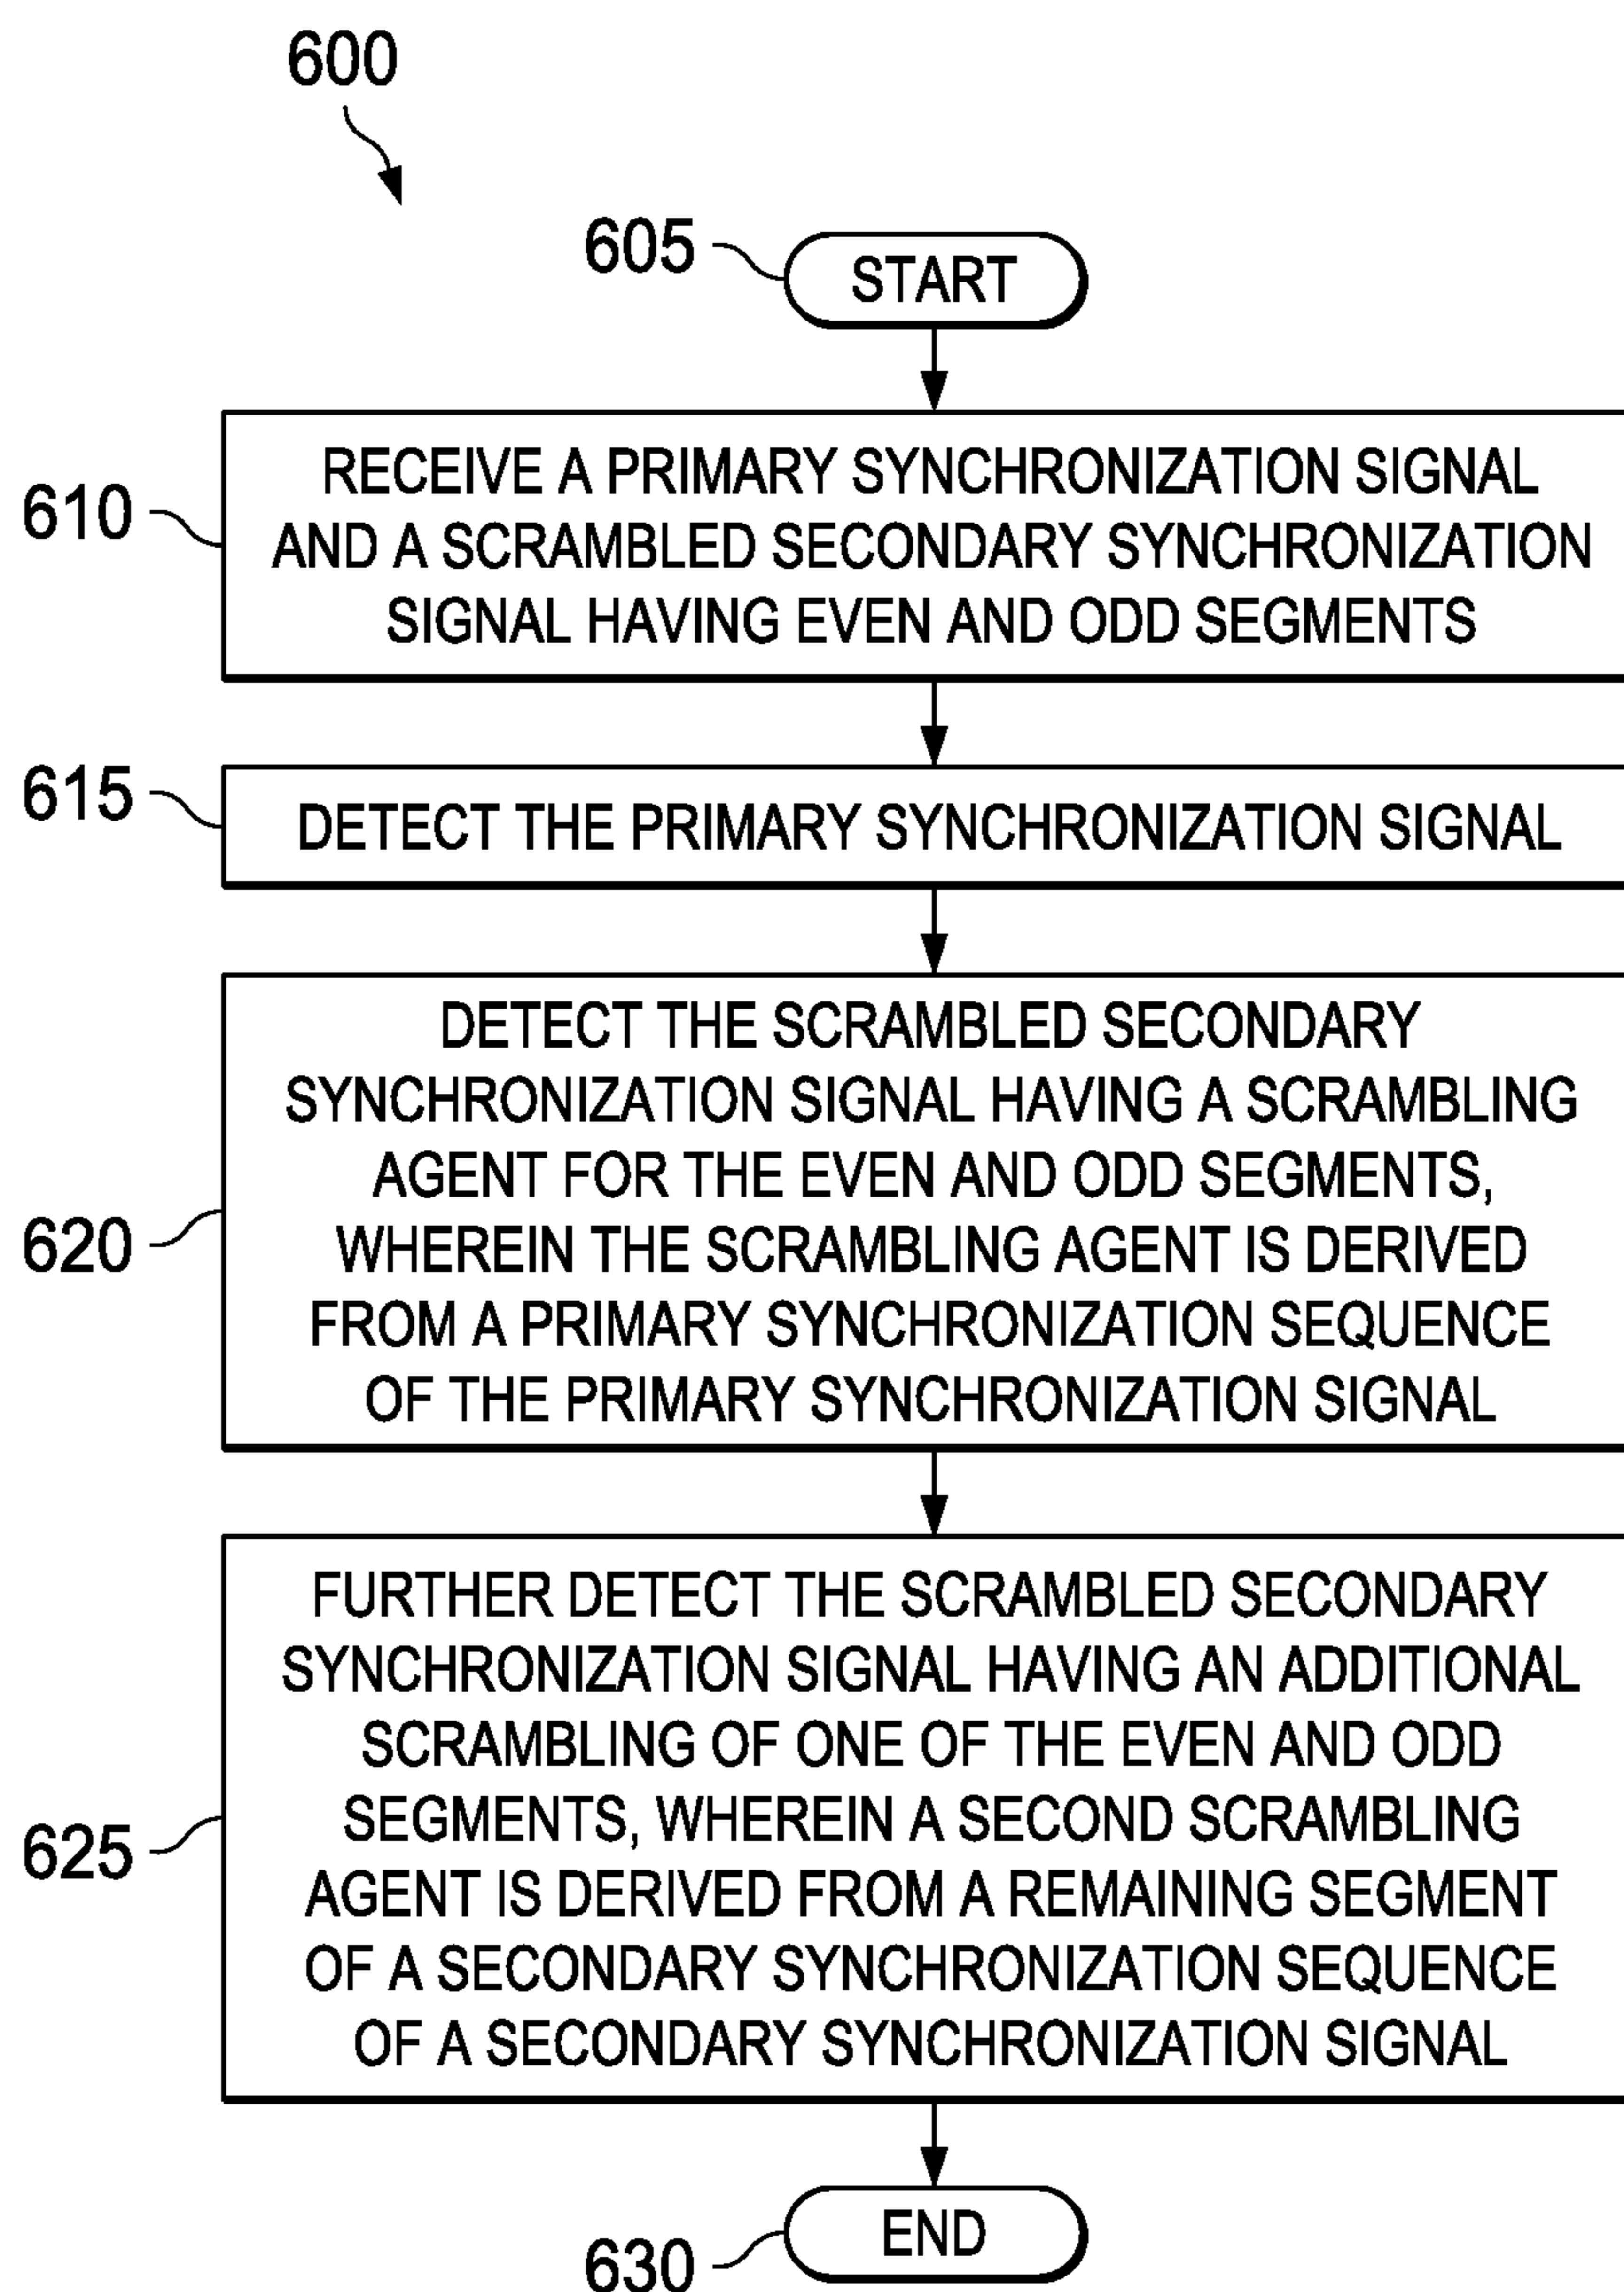 600
605
START
610
RECEIVE A PRIMARY SYNCHRONIZATION SIGNAL
AND A SCRAMBLED SECONDARY SYNCHRONIZATION
SIGNAL HAVING EVEN AND ODD SEGMENTS
615
DETECT THE PRIMARY SYNCHRONIZATION SIGNAL
620
DETECT THE SCRAMBLED SECONDARY
SYNCHRONIZATION SIGNAL HAVING A SCRAMBLING
AGENT FOR THE EVEN AND ODD SEGMENTS,
WHEREIN THE SCRAMBLING AGENT IS DERIVED
FROM A PRIMARY SYNCHRONIZATION SEQUENCE
OF THE PRIMARY SYNCHRONIZATION SIGNAL
625
FURTHER DETECT THE SCRAMBLED SECONDARY
SYNCHRONIZATION SIGNAL HAVING AN ADDITIONAL
SCRAMBLING OF ONE OF THE EVEN AND ODD
SEGMENTS, WHEREIN A SECOND SCRAMBLING
AGENT IS DERIVED FROM A REMAINING SEGMENT
OF A SECONDARY SYNCHRONIZATION SEQUENCE
OF A SECONDARY SYNCHRONIZATION SIGNAL
630
END